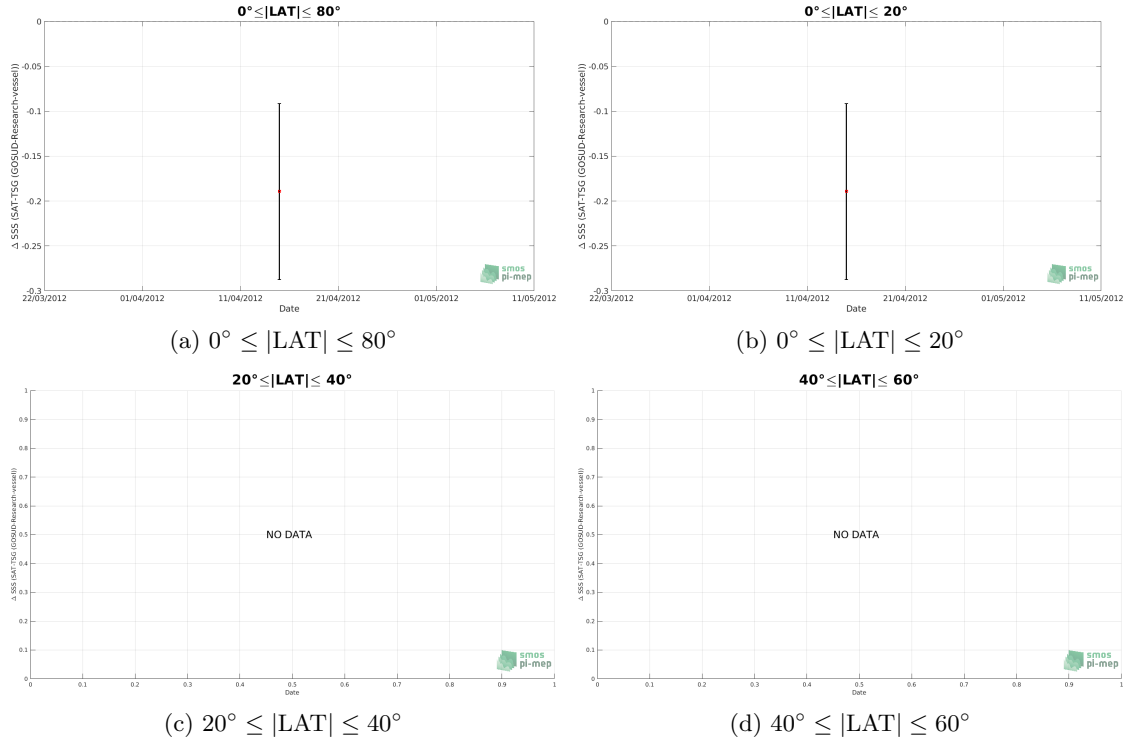 0°≤|LAT|≤ 80°
0
-0.05
-0.1
-0.15
-0.2
-0.25
-0.3
Δ SSS (SAT-TSG (GOSUD-Research-vessel))
22/03/2012 01/04/2012 11/04/2012 21/04/2012 01/05/2012 11/05/2012
Date
smos
pi-mep
(a) 0° ≤ |LAT| ≤ 80°
0°≤|LAT|≤ 20°
0
-0.05
-0.1
-0.15
-0.2
-0.25
-0.3
Δ SSS (SAT-TSG (GOSUD-Research-vessel))
22/03/2012 01/04/2012 11/04/2012 21/04/2012 01/05/2012 11/05/2012
Date
smos
pi-mep
(b) 0° ≤ |LAT| ≤ 20°
20°≤|LAT|≤ 40°
1
0.9
0.8
0.7
0.6
0.5
0.4
0.3
0.2
0.1
0
Δ SSS (SAT-TSG (GOSUD-Research-vessel))
NO DATA
0 0.1 0.2 0.3 0.4 0.5 0.6 0.7 0.8 0.9 1
Date
smos
pi-mep
(c) 20° ≤ |LAT| ≤ 40°
40°≤|LAT|≤ 60°
1
0.9
0.8
0.7
0.6
0.5
0.4
0.3
0.2
0.1
0
Δ SSS (SAT-TSG (GOSUD-Research-vessel))
NO DATA
0 0.1 0.2 0.3 0.4 0.5 0.6 0.7 0.8 0.9 1
Date
smos
pi-mep
(d) 40° ≤ |LAT| ≤ 60°